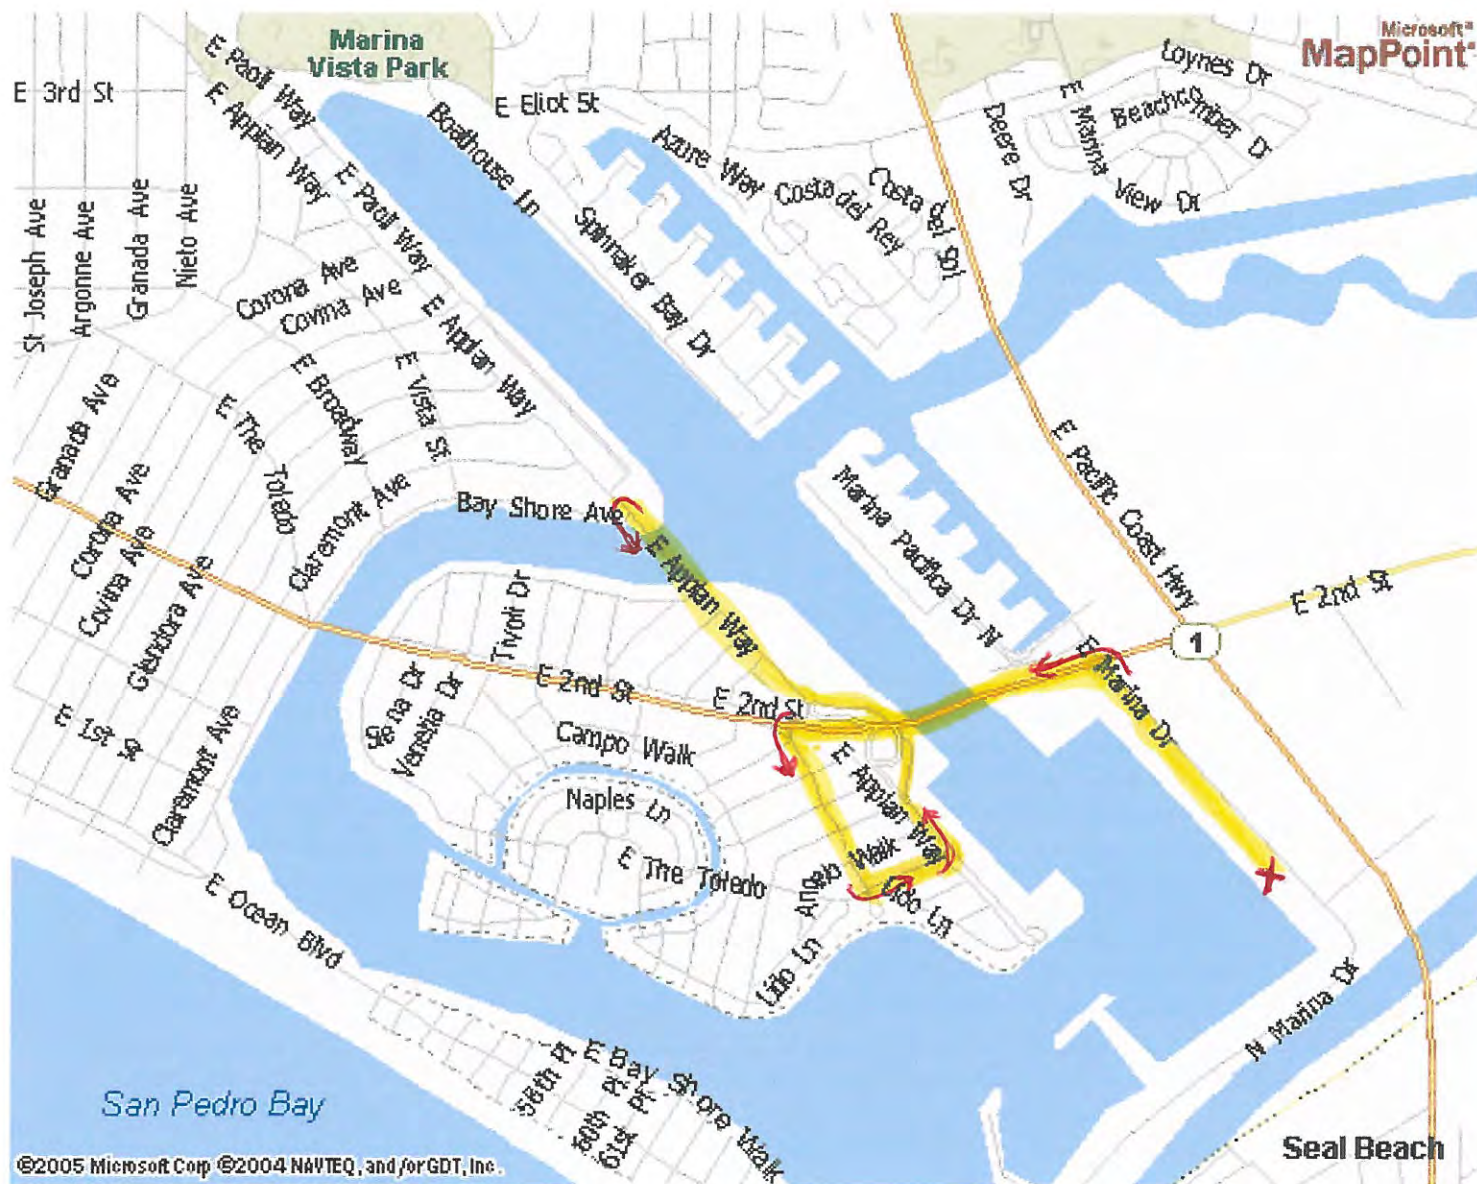 Microsoft®
MapPoint®
Marina
Vista Park
E Paoli Way
E 3rd St
E Appian Way
Boathouse Ln
E Eliot St
Azure Way
Costa del Rey
Costa del Sol
Deere Dr
E Marina View Dr
Loynes Dr
Beachcomber Dr
St Joseph Ave
Argonne Ave
Granada Ave
Nieto Ave
E Paoli Way
Spinnaker Bay Dr
Corona Ave
Covina Ave
E Appian Way
E Broadway
E Vista St
E The Toledo
Granada Ave
Corona Ave
Covina Ave
Glendora Ave
Claremont Ave
Bay Shore Ave
E Appian Way
Marina Pacifica Dr N
E Pacific Coast Hwy
E 2nd St
1
E Marina Dr
Tivoli Dr
E 2nd St
E 2nd St
Venetia Dr
Campo Walk
Naples Ln
E The Toledo
E Appian Way
Walk
Lido Ln
Lido Ln
E 1st St
Claremont Ave
E Ocean Blvd
N Marina Dr
E Bay Shore Walk
56th Pl
60th Pl
61st Pl
San Pedro Bay
Seal Beach
©2005 Microsoft Corp ©2004 NAVTEQ, and/or GDT, Inc.